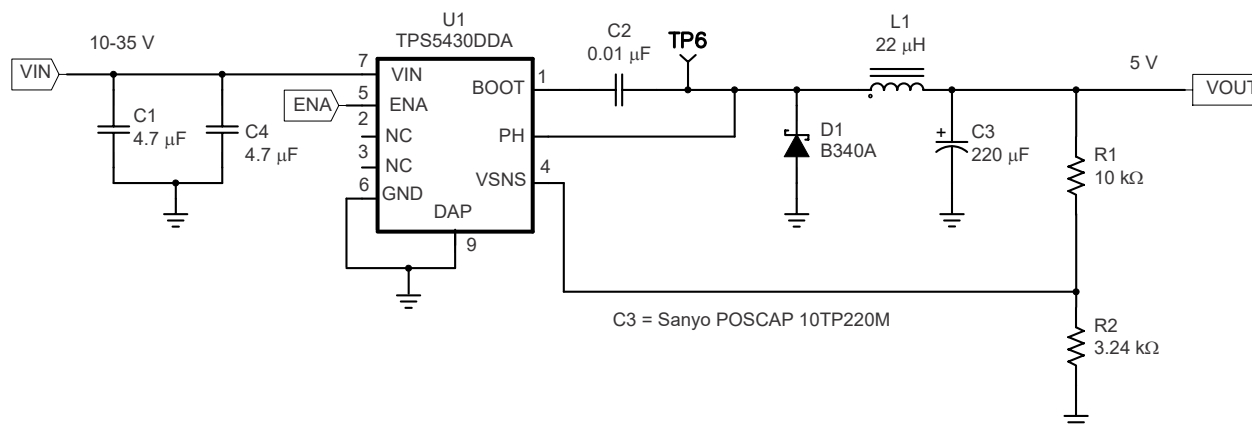 U1
TPS5430DDA
10-35 V
VIN
C1
4.7 μF
C4
4.7 μF
ENA
7
5
2
3
6
VIN
ENA
NC
NC
GND
DAP
9
BOOT
PH
VSNS
1
4
C2
0.01 μF
TP6
D1
B340A
L1
22 μH
C3
220 μF
+
5 V
VOUT
R1
10 kΩ
R2
3.24 kΩ
C3 = Sanyo POSCAP 10TP220M